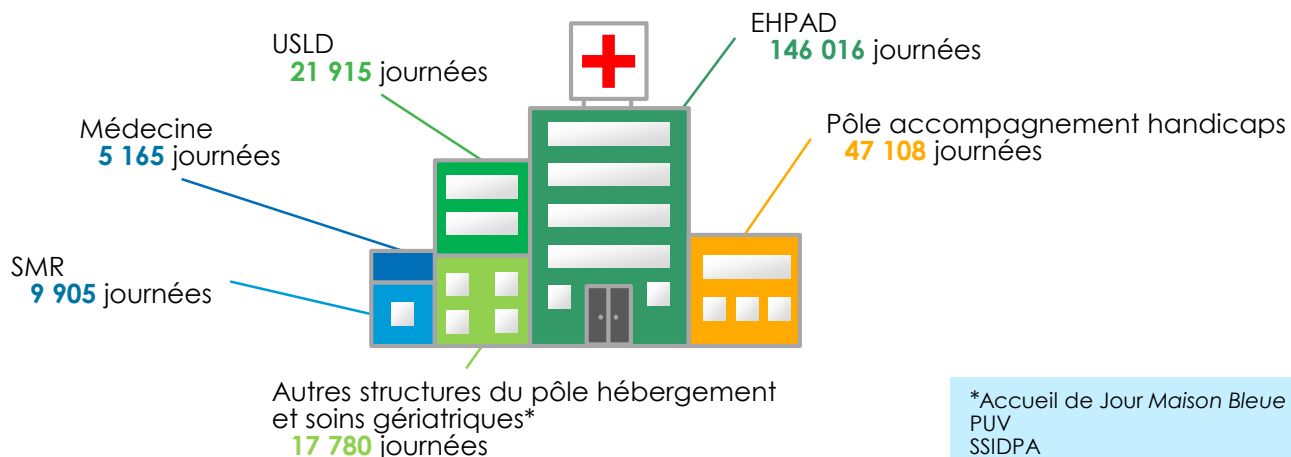 EHPAD
146 016 journées
USLD
21 915 journées
Médecine
5 165 journées
Pôle accompagnement handicaps
47 108 journées
SMR
9 905 journées
Autres structures du pôle hébergement
et soins gériatriques*
17 780 journées
*Accueil de Jour Maison Bleue
PUV
SSIDPA